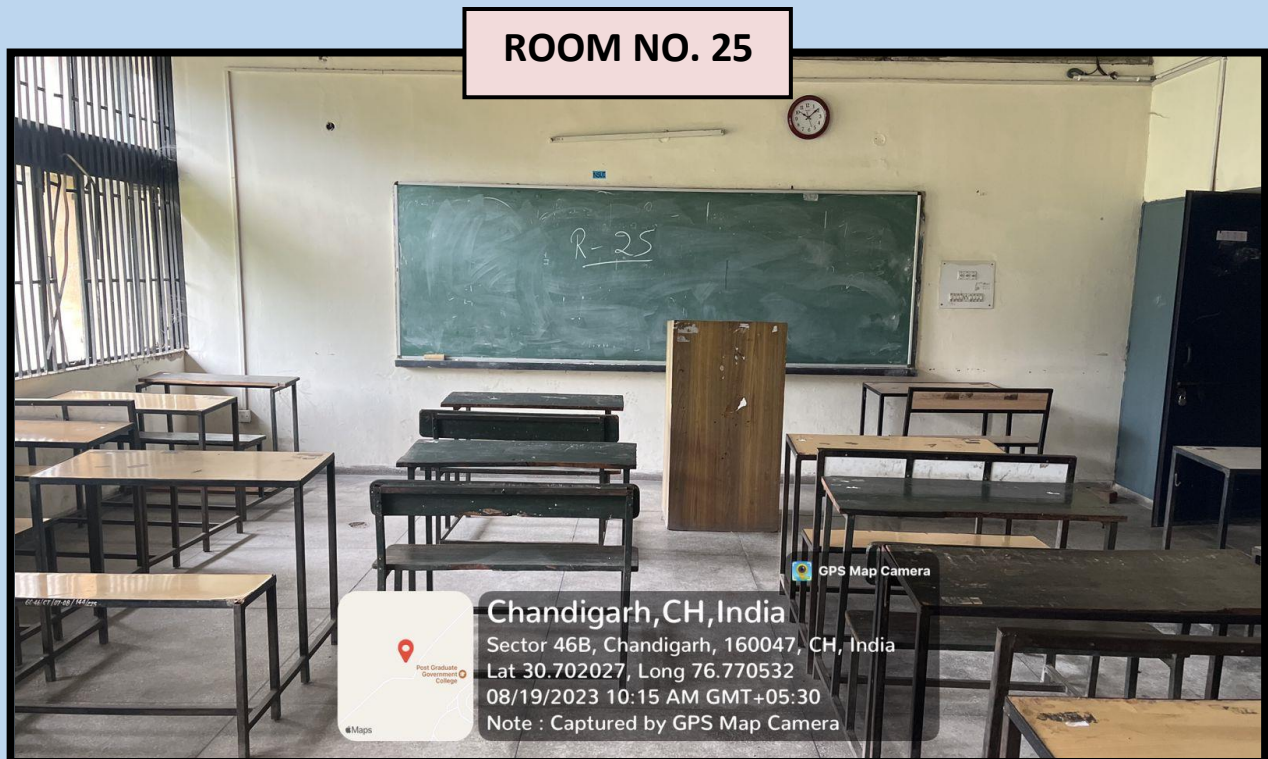 ROOM NO. 25
R-25
GPS Map Camera
Chandigarh,CH,India
Sector 46B, Chandigarh, 160047, CH, India
Lat 30.702027, Long 76.770532
08/19/2023 10:15 AM GMT+05:30
Note : Captured by GPS Map Camera
Post Graduate
Government
College
Maps